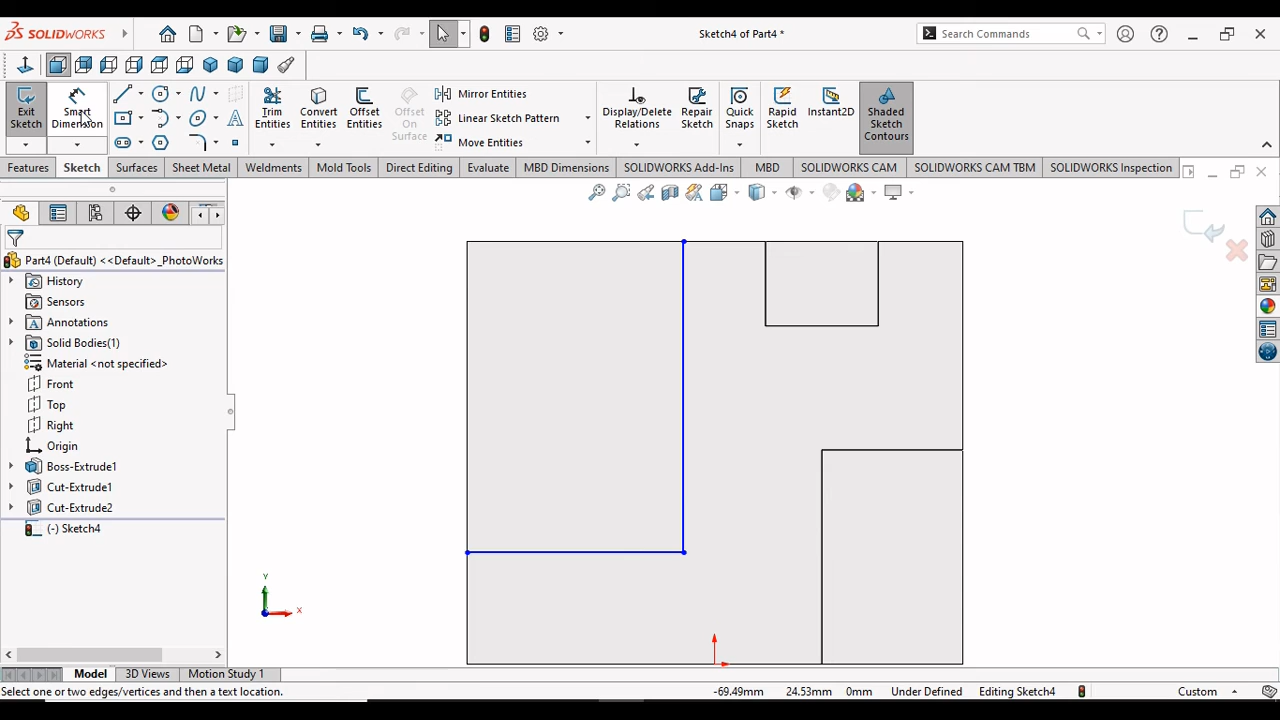 SOLIDWORKS
Sketch4 of Part4 *
Search Commands
Exit Sketch
Smart Dimension
Trim Entities
Convert Entities
Offset Entities
Offset On Surface
Mirror Entities
Linear Sketch Pattern
Move Entities
Display/Delete Relations
Repair Sketch
Quick Snaps
Rapid Sketch
Instant2D
Shaded Sketch Contours
Features Sketch Surfaces Sheet Metal Weldments Mold Tools Direct Editing Evaluate MBD Dimensions SOLIDWORKS Add-Ins MBD SOLIDWORKS CAM SOLIDWORKS CAM TBM SOLIDWORKS Inspection
Part4 (Default) <<Default>_PhotoWorks
History
Sensors
Annotations
Solid Bodies(1)
Material <not specified>
Front
Top
Right
Origin
Boss-Extrude1
Cut-Extrude1
Cut-Extrude2
(-) Sketch4
Y
X
Model 3D Views Motion Study 1
Select one or two edges/vertices and then a text location. -69.49mm 24.53mm 0mm Under Defined Editing Sketch4 Custom